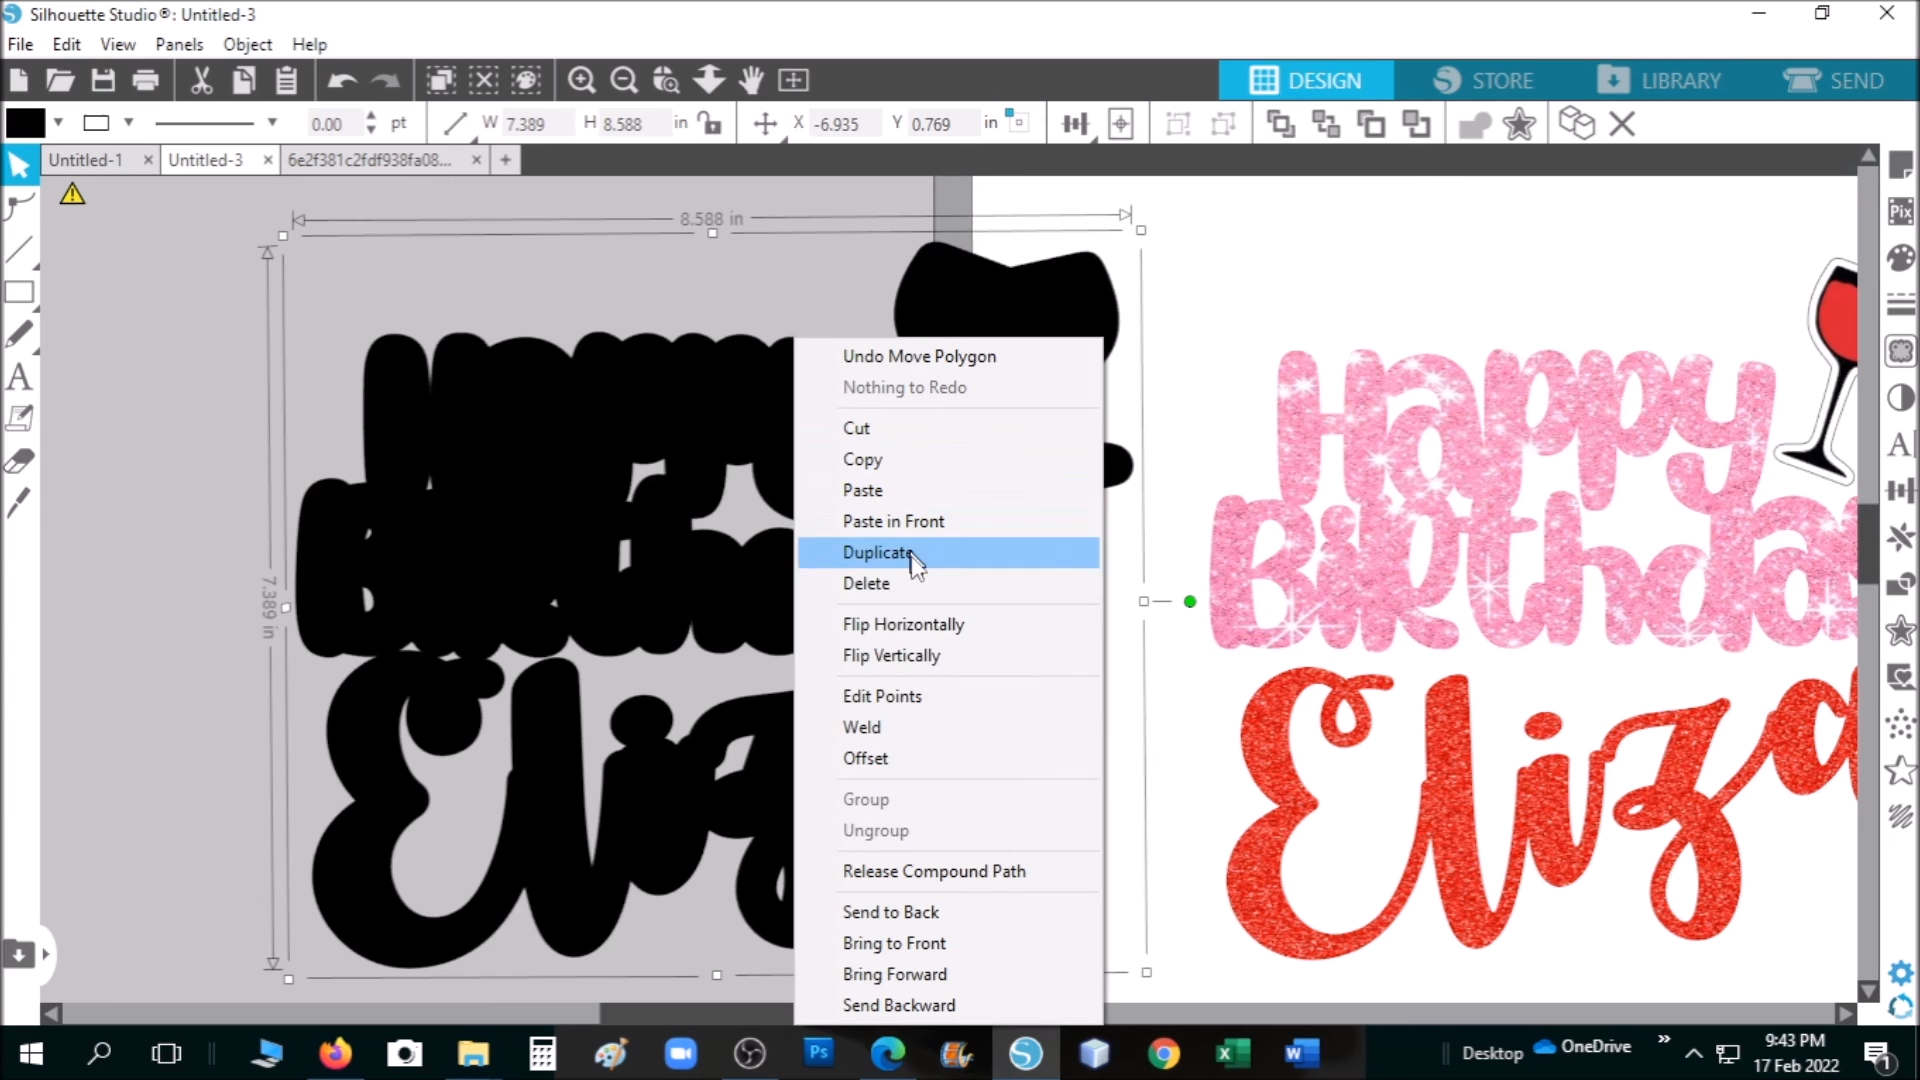 Silhouette Studio®: Untitled-3
File Edit View Panels Object Help
DESIGN STORE LIBRARY SEND
0.00 pt W 7.389 H 8.588 in X -6.935 Y 0.769 in
Untitled-1 Untitled-3 6e2f381c2fdf938fa08...
Pix
8.588 in
7.389 in
Undo Move Polygon
Nothing to Redo
Cut
Copy
Paste
Paste in Front
Duplicate
Delete
Flip Horizontally
Flip Vertically
Edit Points
Weld
Offset
Group
Ungroup
Release Compound Path
Send to Back
Bring to Front
Bring Forward
Send Backward
Happy
Birthda
Eliza
Desktop OneDrive
9:43 PM
17 Feb 2022
1